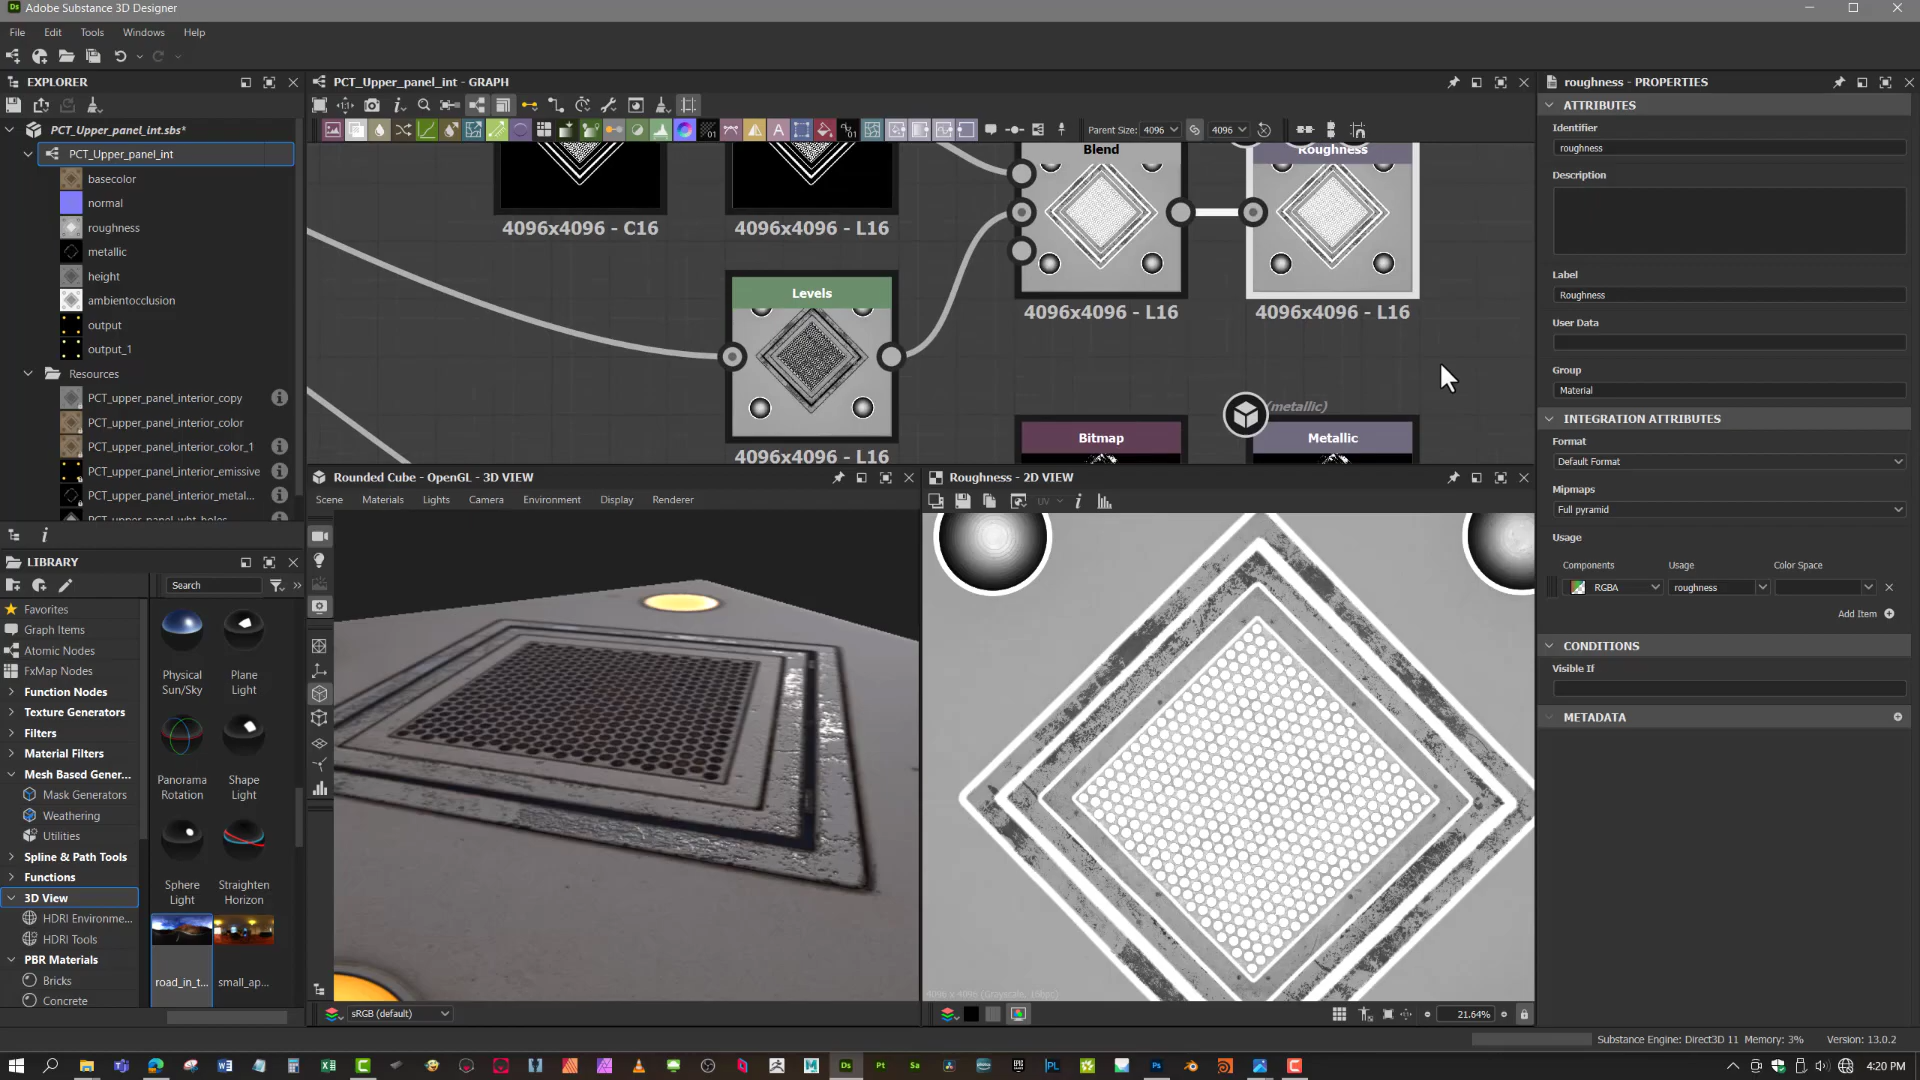 Adobe Substance 3D Designer
File Edit Tools Windows Help
EXPLORER
PCT_Upper_panel_int.sbs*
PCT_Upper_panel_int
basecolor
normal
roughness
metallic
height
ambientocclusion
output
output_1
Resources
PCT_upper_panel_interior_copy
PCT_upper_panel_interior_color
PCT_upper_panel_interior_color_1
PCT_upper_panel_interior_emissive
PCT_upper_panel_interior_metal...
PCT_upper_panel_wht_holes
LIBRARY
Search
Favorites
Graph Items
Atomic Nodes
FxMap Nodes
Function Nodes
Texture Generators
Filters
Material Filters
Mesh Based Gener...
Mask Generators
Weathering
Utilities
Spline & Path Tools
Functions
3D View
HDRI Environme...
HDRI Tools
PBR Materials
Bricks
Concrete
Physical Sun/Sky
Plane Light
Panorama Rotation
Shape Light
Sphere Light
Straighten Horizon
road_in_t...
small_ap...
PCT_Upper_panel_int - GRAPH
Parent Size: 4096 4096
Blend
Roughness
4096x4096 - C16
4096x4096 - L16
Levels
4096x4096 - L16
4096x4096 - L16
4096x4096 - L16
(metallic)
Bitmap
Metallic
Rounded Cube - OpenGL - 3D VIEW
Scene Materials Lights Camera Environment Display Renderer
sRGB (default)
Roughness - 2D VIEW
UV
4096 x 4096 (Grayscale, 16bpc)
21.64%
roughness - PROPERTIES
ATTRIBUTES
Identifier
roughness
Description
Label
Roughness
User Data
Group
Material
INTEGRATION ATTRIBUTES
Format
Default Format
Mipmaps
Full pyramid
Usage
Components Usage Color Space
RGBA roughness
Add Item
CONDITIONS
Visible If
METADATA
Substance Engine: Direct3D 11 Memory: 3% Version: 13.0.2
4:20 PM